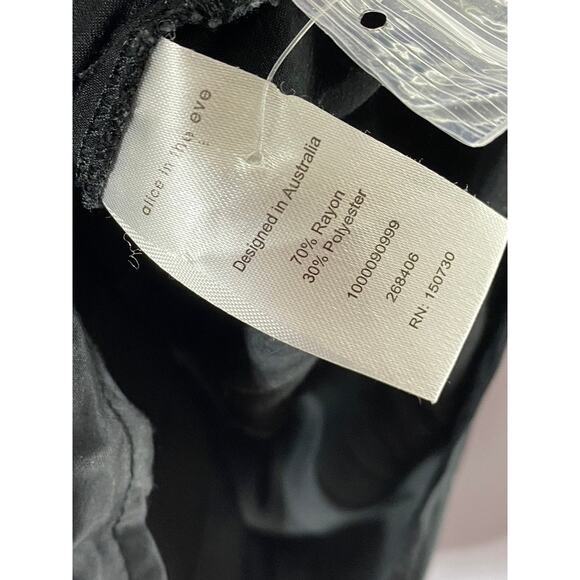 alice in the eve
Designed in Australia
70% Rayon
30% Polyester
1000090999
268406
RN: 150730